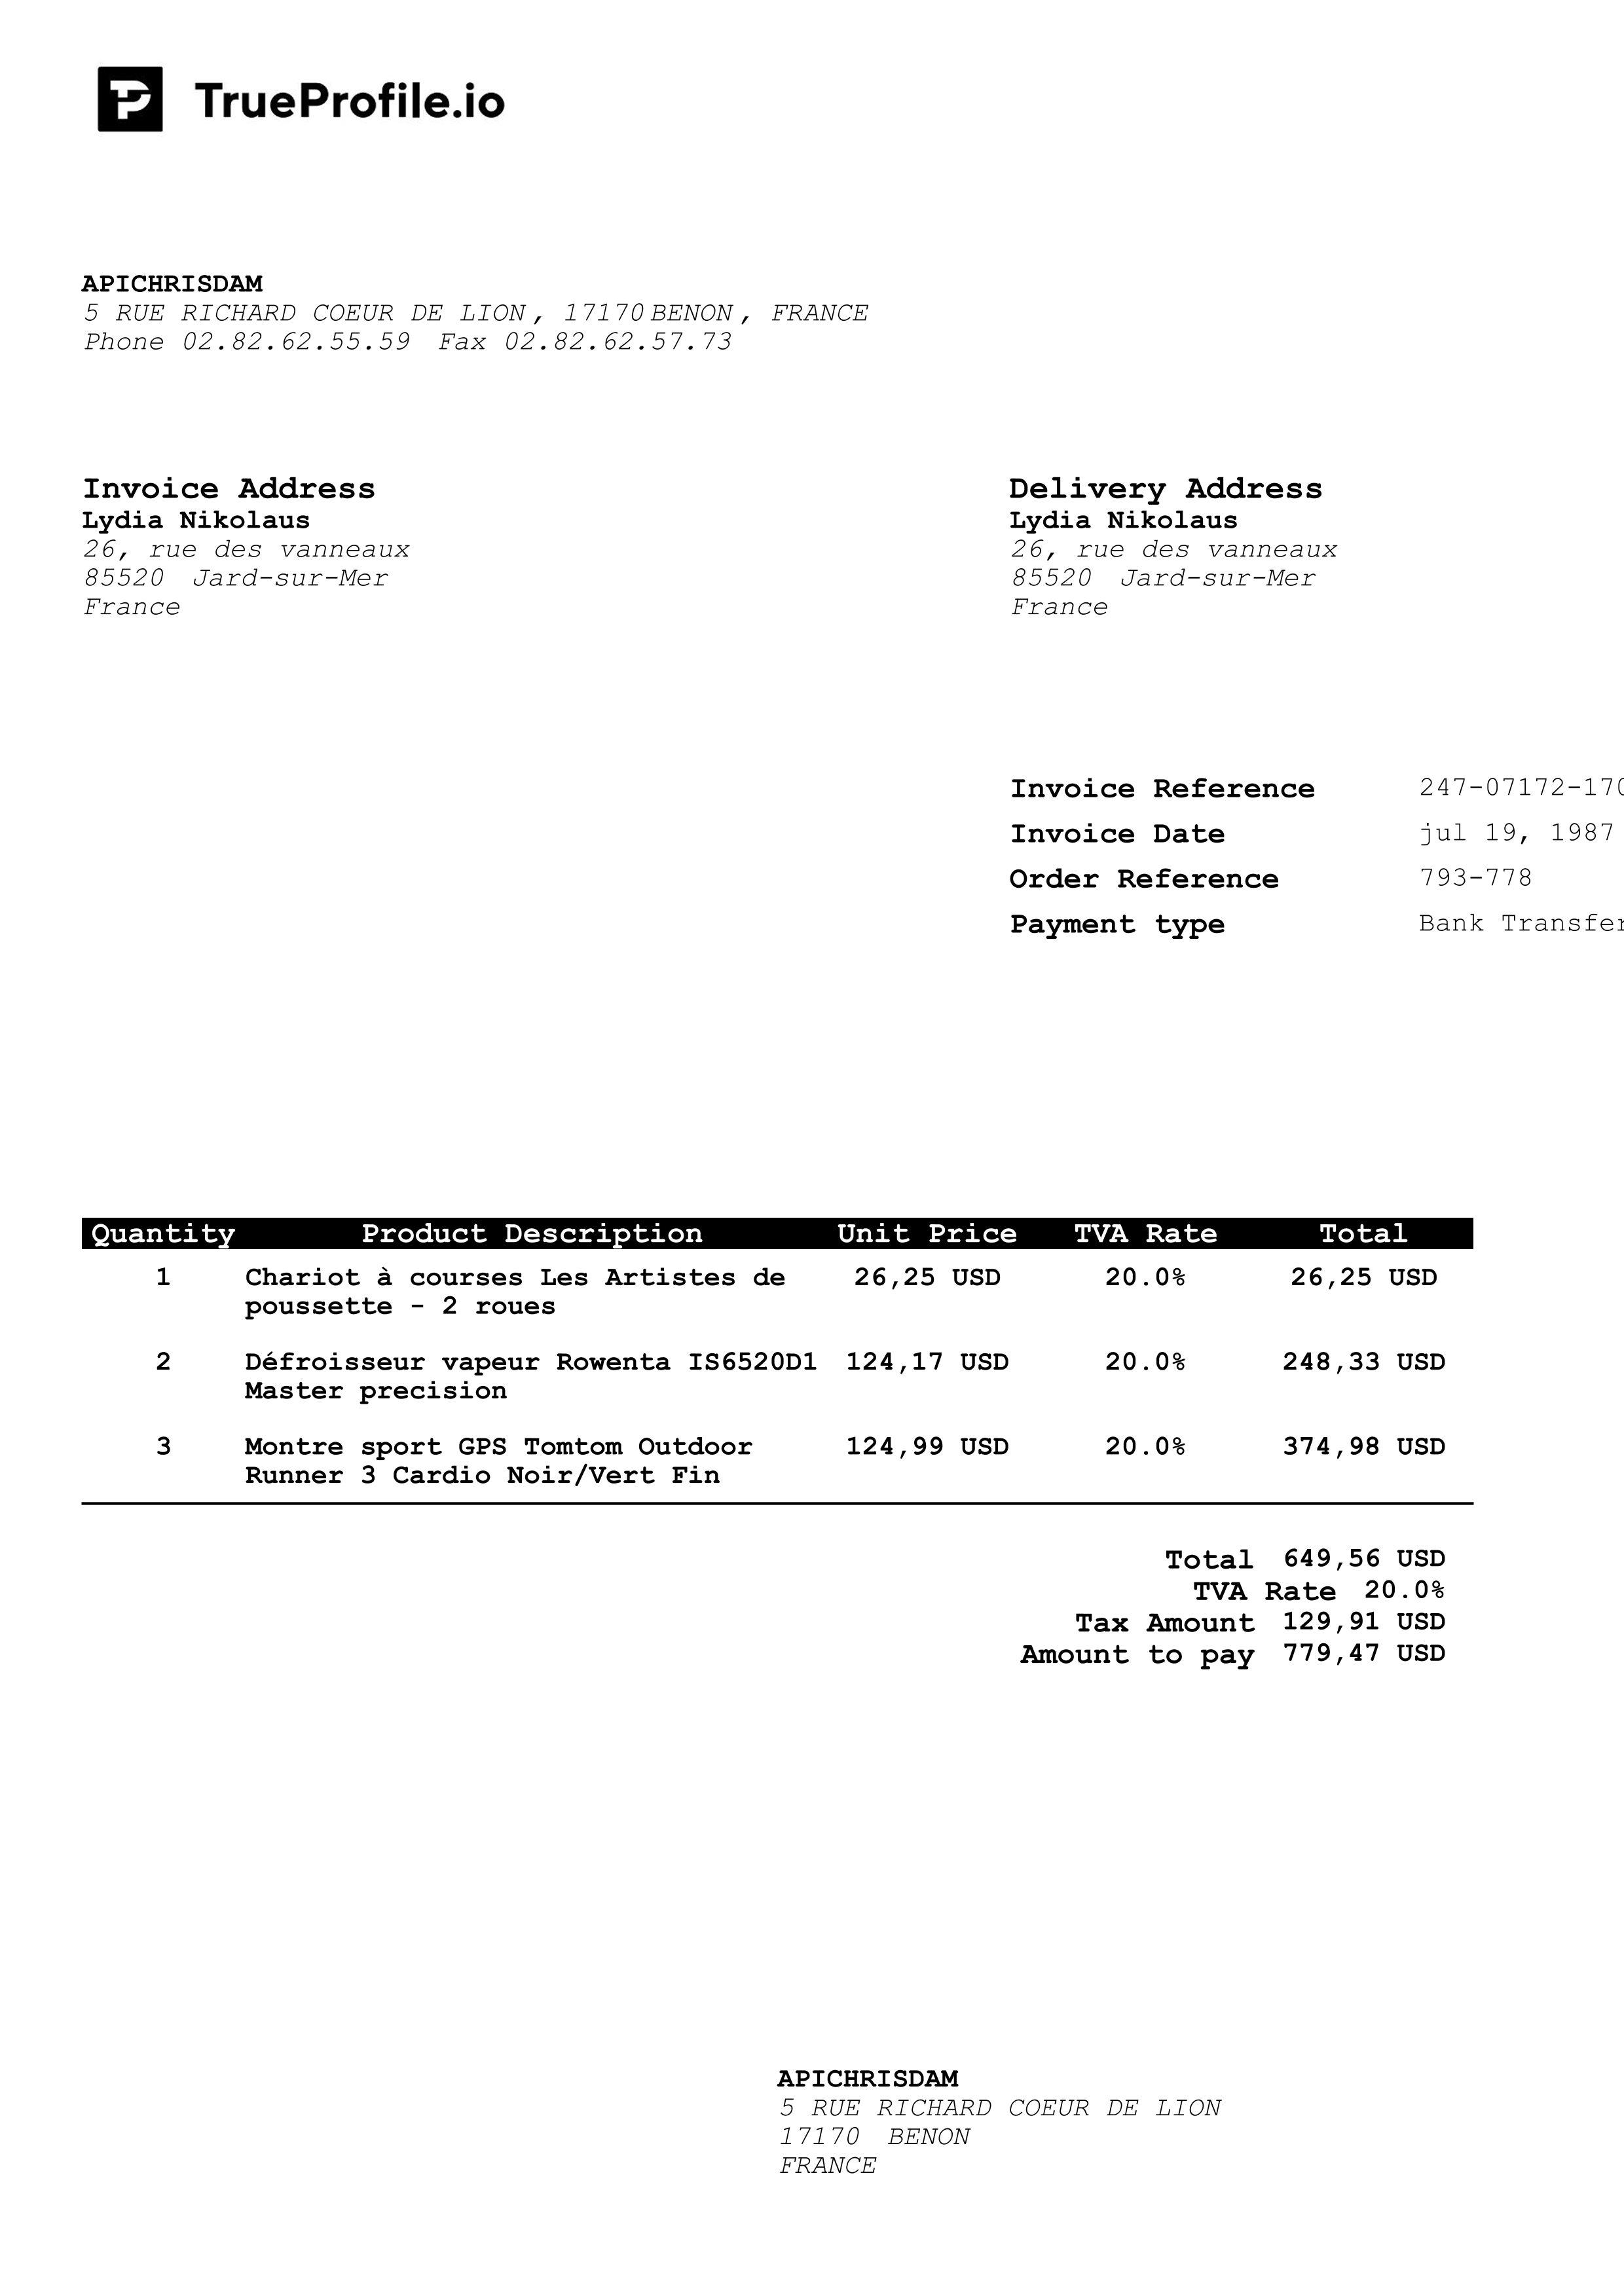 TrueProfile.io
APICHRISDAM
5 RUE RICHARD COEUR DE LION, 17170 BENON, FRANCE
Phone 02.82.62.55.59 Fax 02.82.62.57.73
Invoice Address
Lydia Nikolaus
26, rue des vanneaux
85520 Jard-sur-Mer
France
Delivery Address
Lydia Nikolaus
26, rue des vanneaux
85520 Jard-sur-Mer
France
Invoice Reference 247-07172-170
Invoice Date jul 19, 1987
Order Reference 793-778
Payment type Bank Transfer
Quantity Product Description Unit Price TVA Rate Total
1 Chariot à courses Les Artistes de 26,25 USD 20.0% 26,25 USD
poussette - 2 roues
2 Défroisseur vapeur Rowenta IS6520D1 124,17 USD 20.0% 248,33 USD
Master precision
3 Montre sport GPS Tomtom Outdoor 124,99 USD 20.0% 374,98 USD
Runner 3 Cardio Noir/Vert Fin
Total 649,56 USD
TVA Rate 20.0%
Tax Amount 129,91 USD
Amount to pay 779,47 USD
APICHRISDAM
5 RUE RICHARD COEUR DE LION
17170 BENON
FRANCE